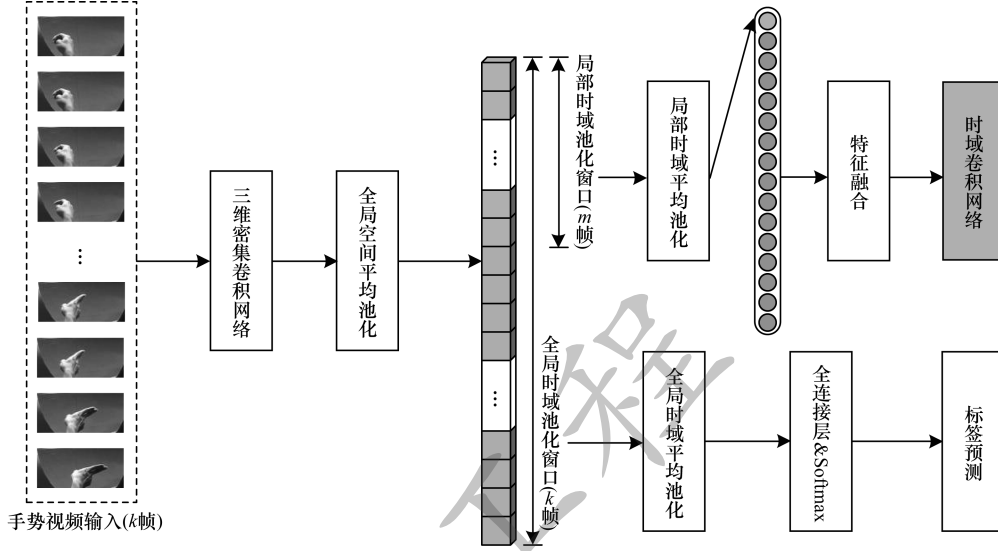 手势视频输入(k帧)
三维密集卷积网络
全局空间平均池化
局部时域池化窗口(m帧)
局部时域平均池化
特征融合
时域卷积网络
全局时域池化窗口(k帧)
全局时域平均池化
全连接层&Softmax
标签预测
工程